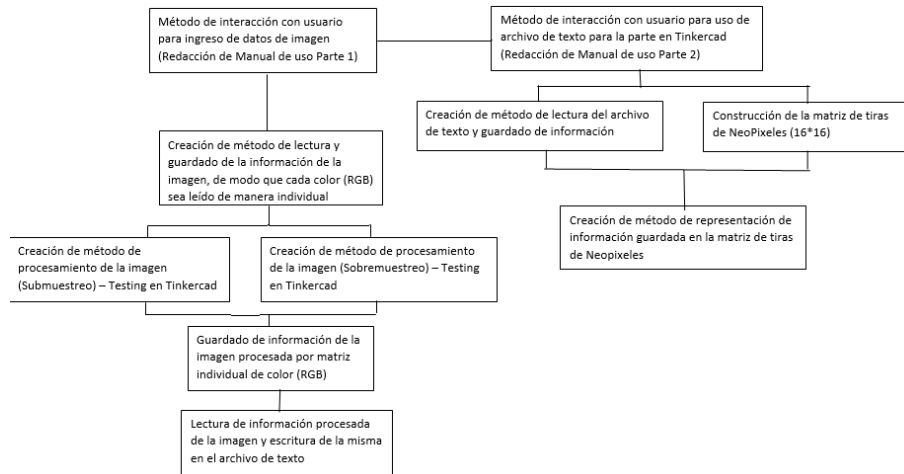 Método de interacción con usuario
para ingreso de datos de imagen
(Redacción de Manual de uso Parte 1)
Método de interacción con usuario para uso de
archivo de texto para la parte en Tinkercad
(Redacción de Manual de uso Parte 2)
Creación de método de lectura del archivo
de texto y guardado de información
Construcción de la matriz de tiras
de NeoPixeles (16*16)
Creación de método de lectura y
guardado de la información de la
imagen, de modo que cada color (RGB)
sea leído de manera individual
Creación de método de representación de
información guardada en la matriz de tiras
de Neopixeles
Creación de método de
procesamiento de la imagen
(Submuestreo) – Testing en Tinkercad
Creación de método de procesamiento
de la imagen (Sobremuestreo) – Testing
en Tinkercad
Guardado de información de la
imagen procesada por matriz
individual de color (RGB)
Lectura de información procesada
de la imagen y escritura de la misma
en el archivo de texto